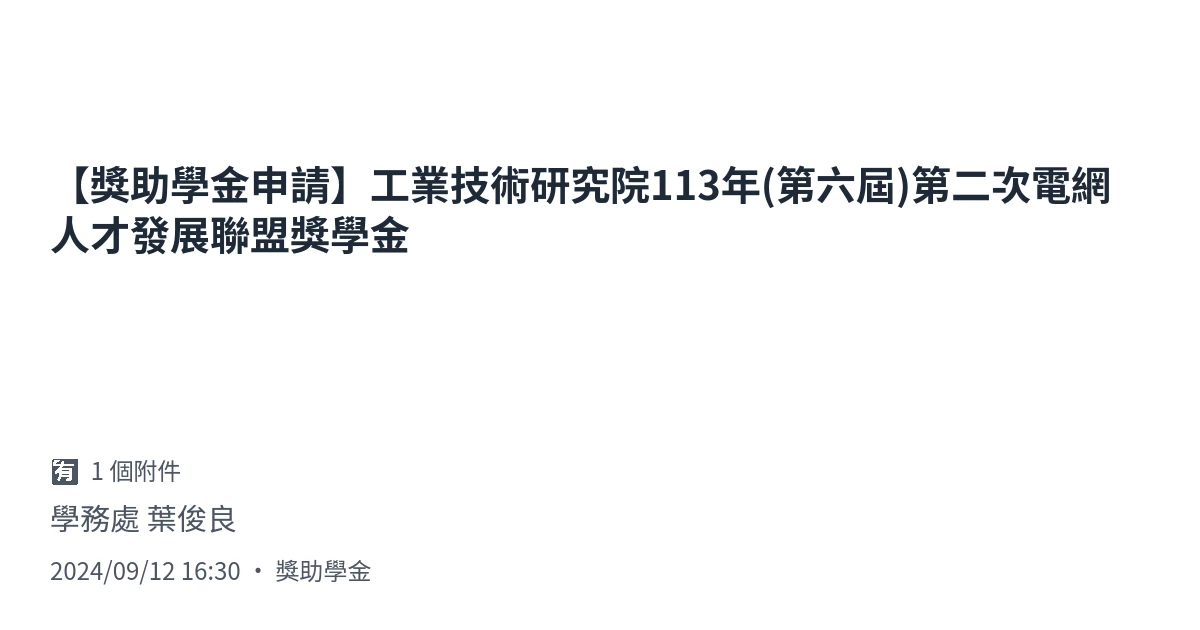 【獎助學金申請】工業技術研究院113年(第六屆)第二次電網
人才發展聯盟獎學金
有 1 個附件
學務處 葉俊良
2024/09/12 16:30 ・ 獎助學金